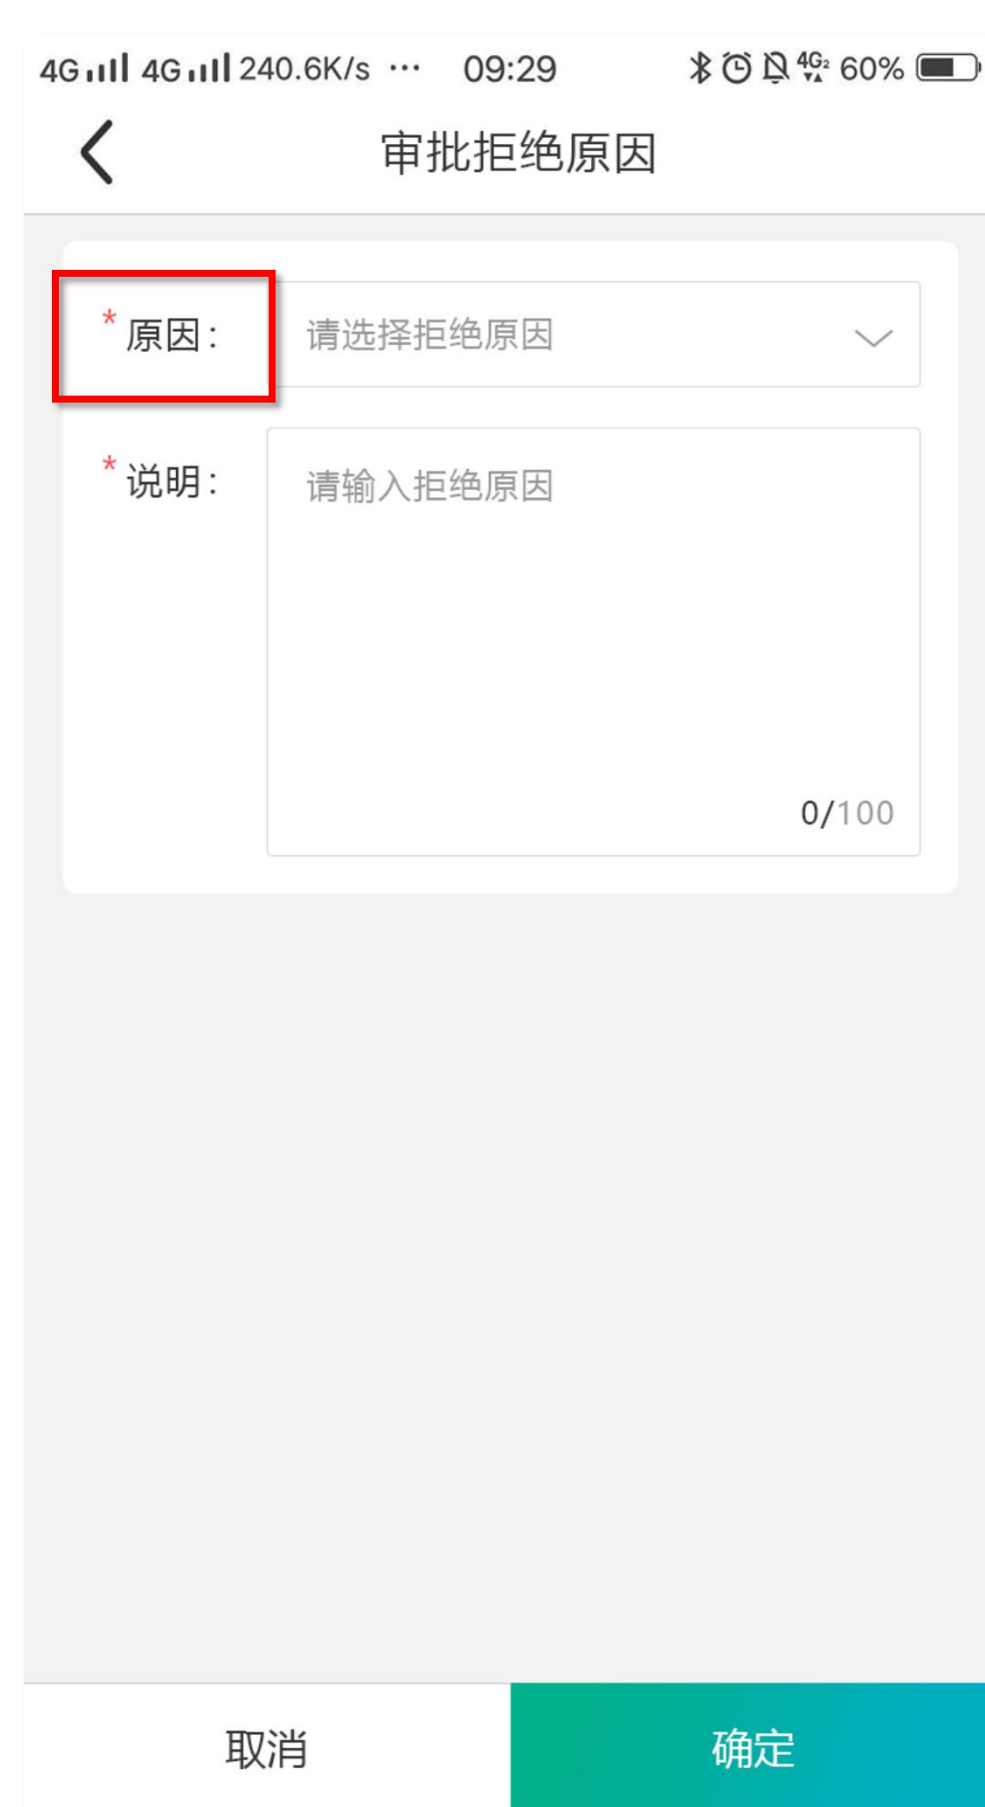 4G 4G 240.6K/s ··· 09:29 4G2 60%
审批拒绝原因
* 原因: 请选择拒绝原因
* 说明: 请输入拒绝原因
0/100
取消 确定